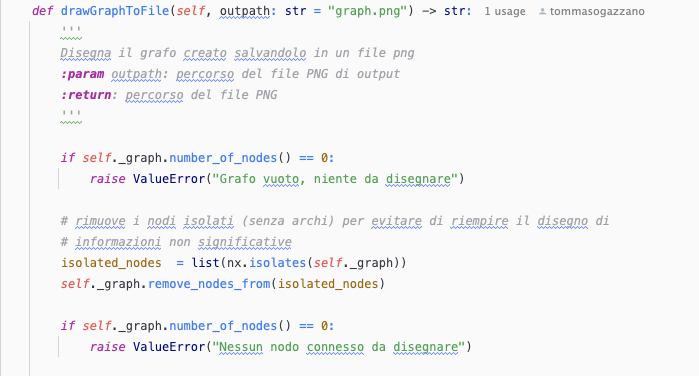 def drawGraphToFile(self, outpath: str = "graph.png") -> str: 1 usage tommasogazzano
'''
Disegna il grafo creato salvandolo in un file png
:param outpath: percorso del file PNG di output
:return: percorso del file PNG
'''
if self._graph.number_of_nodes() == 0:
raise ValueError("Grafo vuoto, niente da disegnare")
# rimuove i nodi isolati (senza archi) per evitare di riempire il disegno di
# informazioni non significative
isolated_nodes  = list(nx.isolates(self._graph))
self._graph.remove_nodes_from(isolated_nodes)
if self._graph.number_of_nodes() == 0:
raise ValueError("Nessun nodo connesso da disegnare")